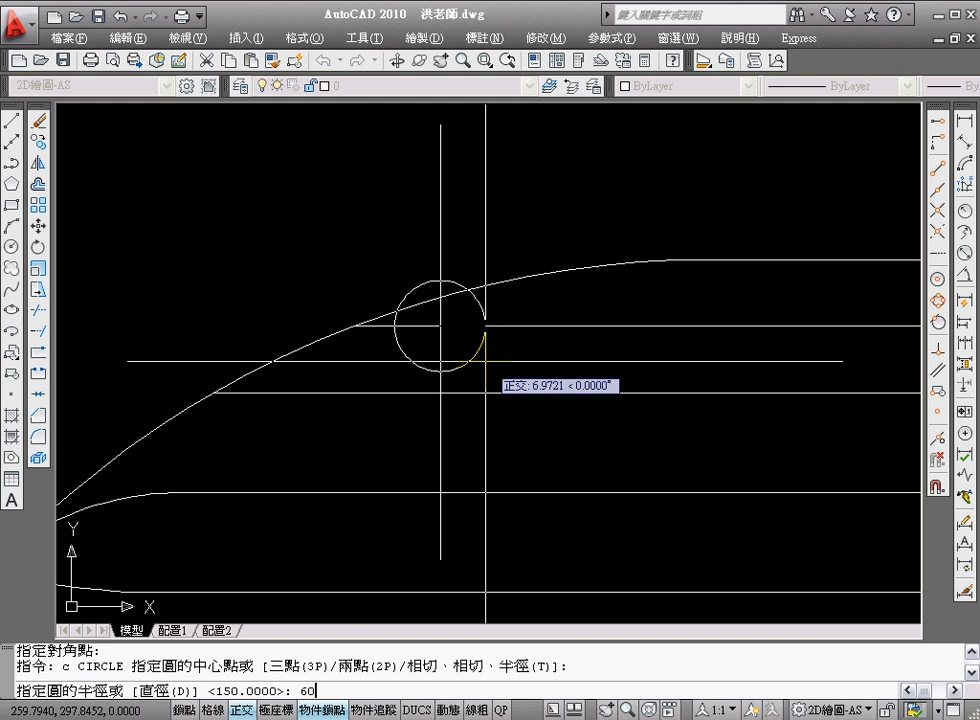 AutoCAD 2010 洪老師.dwg
鍵入關鍵字或詞組
檔案(F) 編輯(E) 檢視(V) 插入(I) 格式(O) 工具(T) 繪製(D) 標註(N) 修改(M) 參數式(P) 窗選(W) 說明(H) Express
2D繪圖-AS
0
ByLayer
ByLayer
正交: 6.9721 < 0.0000°
Y
X
模型 配置1 配置2
指定對角點:
指令: c CIRCLE 指定圓的中心點或 [三點(3P)/兩點(2P)/相切、相切、半徑(T)]:
指定圓的半徑或 [直徑(D)] <150.0000>: 60
259.7940, 297.8452, 0.0000 鎖點 格線 正交 極座標 物件鎖點 物件追蹤 DUCS 動態 線粗 QP
1:1
2D繪圖-AS